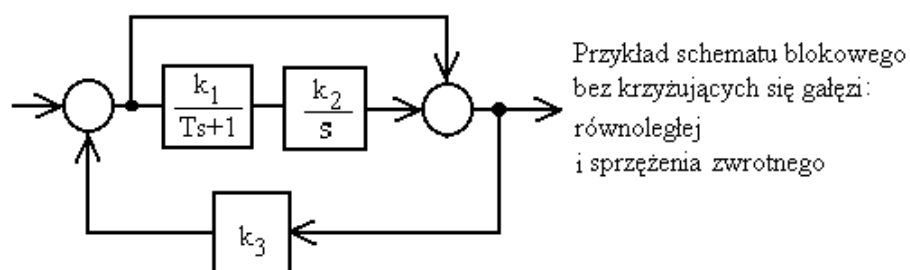 k1
Ts+1
k2
s
k3
Przykład schematu blokowego
bez krzyżujących się gałęzi:
równoległej
i sprzężenia zwrotnego